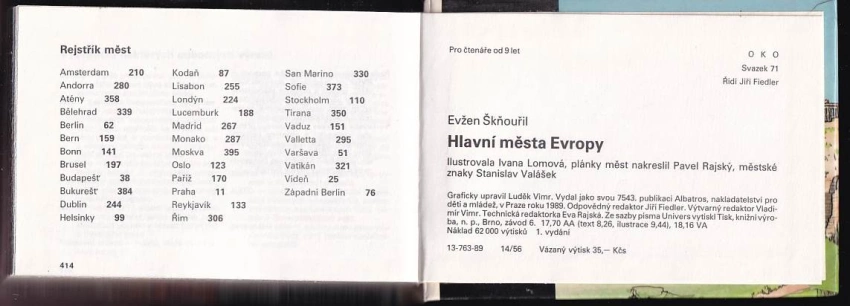 Rejstřík měst
Amsterdam 210
Andorra 280
Atény 358
Bělehrad 339
Berlin 62
Bern 159
Bonn 141
Brusel 197
Budapešť 38
Bukurešť 384
Dublin 244
Helsinky 99
Kodaň 87
Lisabon 255
Londýn 224
Lucemburk 188
Madrid 267
Monako 287
Moskva 395
Oslo 123
Paříž 170
Praha 11
Reykjavik 133
Řím 306
San Marino 330
Sofie 373
Stockholm 110
Tirana 350
Vaduz 151
Valletta 295
Varšava 51
Vatikán 321
Vídeň 25
Západní Berlín 76
414
Pro čtenáře od 9 let
O K O
Svazek 71
Řídí Jiří Fiedler
Evžen Škňouřil
Hlavní města Evropy
Ilustrovala Ivana Lomová, plánky měst nakreslil Pavel Rajský, městské
znaky Stanislav Valášek
Graficky upravil Luděk Vimr. Vydal jako svou 7543. publikaci Albatros, nakladatelství pro
děti a mládež, v Praze roku 1989. Odpovědný redaktor Jiří Fiedler. Výtvarný redaktor Vladi-
mír Vimr. Technická redaktorka Eva Rajská. Ze sazby písma Univers vytiskl Tisk, knižní výro-
ba, n. p., Brno, závod 6. 17,70 AA (text 8,26, ilustrace 9,44), 18,16 VA
Náklad 62 000 výtisků 1. vydání
13-763-89 14/56 Vázaný výtisk 35,— Kčs